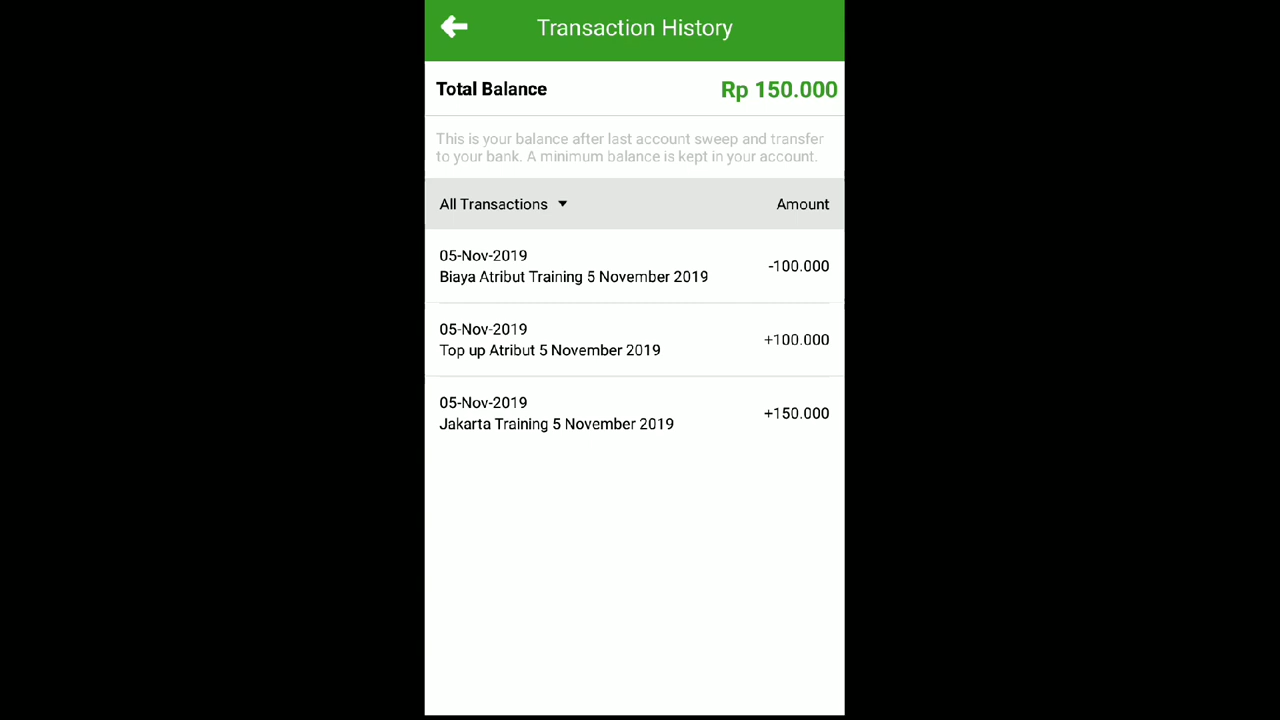 Transaction History
Total Balance
Rp 150.000
This is your balance after last account sweep and transfer
to your bank. A minimum balance is kept in your account.
All Transactions
Amount
05-Nov-2019
Biaya Atribut Training 5 November 2019
-100.000
05-Nov-2019
Top up Atribut 5 November 2019
+100.000
05-Nov-2019
Jakarta Training 5 November 2019
+150.000